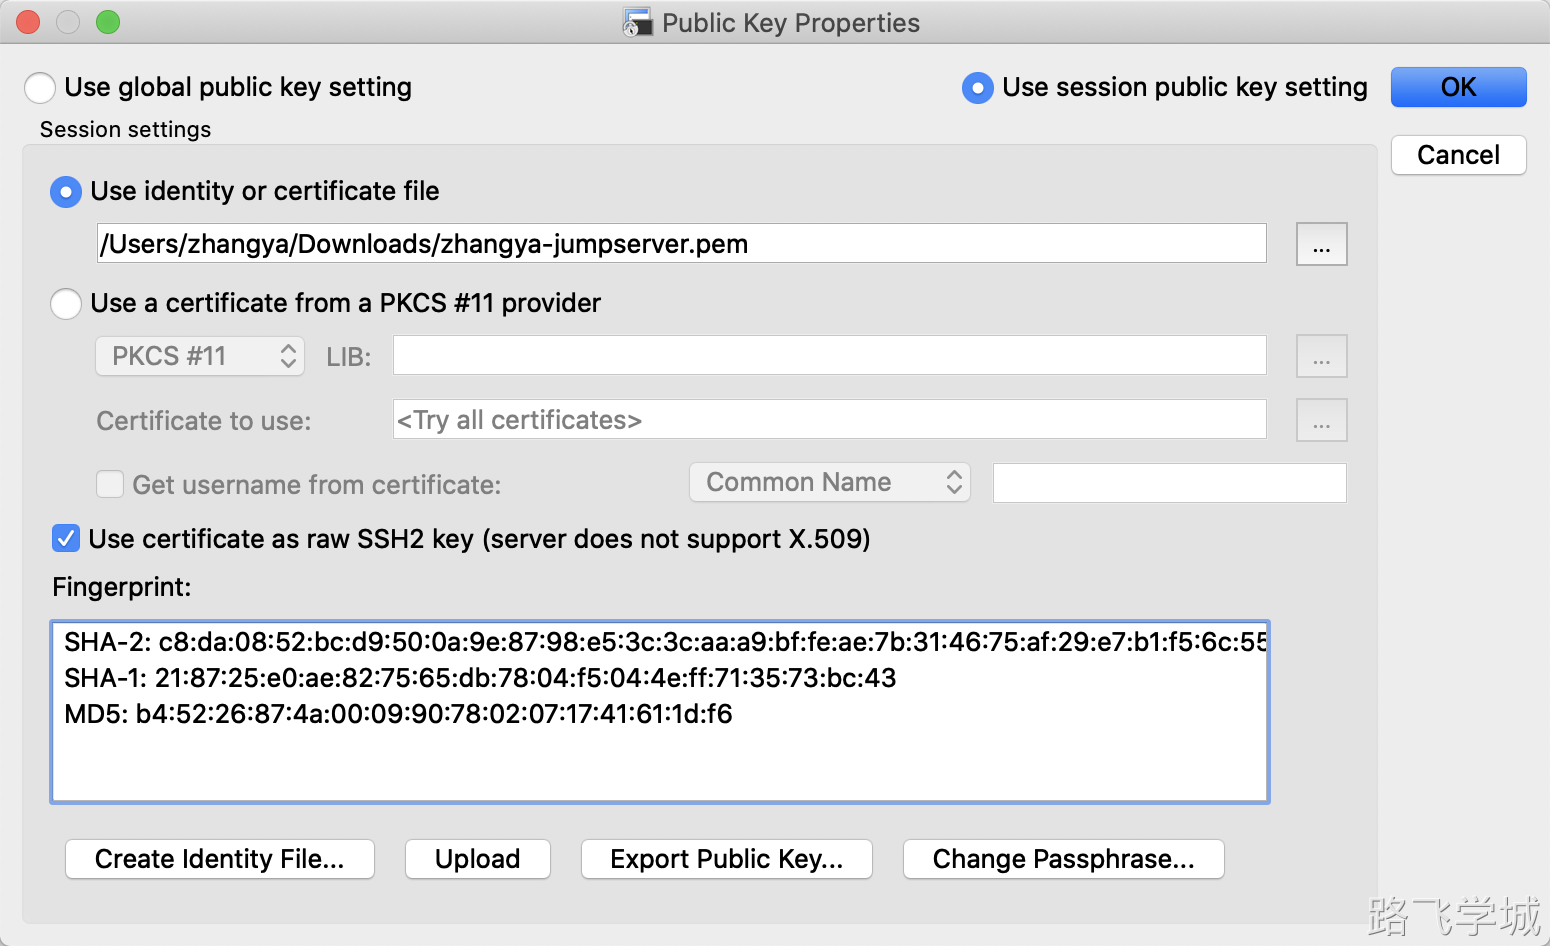 Public Key Properties
Use global public key setting
Use session public key setting
OK
Session settings
Cancel
Use identity or certificate file
/Users/zhangya/Downloads/zhangya-jumpserver.pem
...
Use a certificate from a PKCS #11 provider
PKCS #11
LIB:
...
Certificate to use:
<Try all certificates>
...
Get username from certificate:
Common Name
Use certificate as raw SSH2 key (server does not support X.509)
Fingerprint:
SHA-2: c8:da:08:52:bc:d9:50:0a:9e:87:98:e5:3c:3c:aa:a9:bf:fe:ae:7b:31:46:75:af:29:e7:b1:f5:6c:55
SHA-1: 21:87:25:e0:ae:82:75:65:db:78:04:f5:04:4e:ff:71:35:73:bc:43
MD5: b4:52:26:87:4a:00:09:90:78:02:07:17:41:61:1d:f6
Create Identity File...
Upload
Export Public Key...
Change Passphrase...
路飞学城